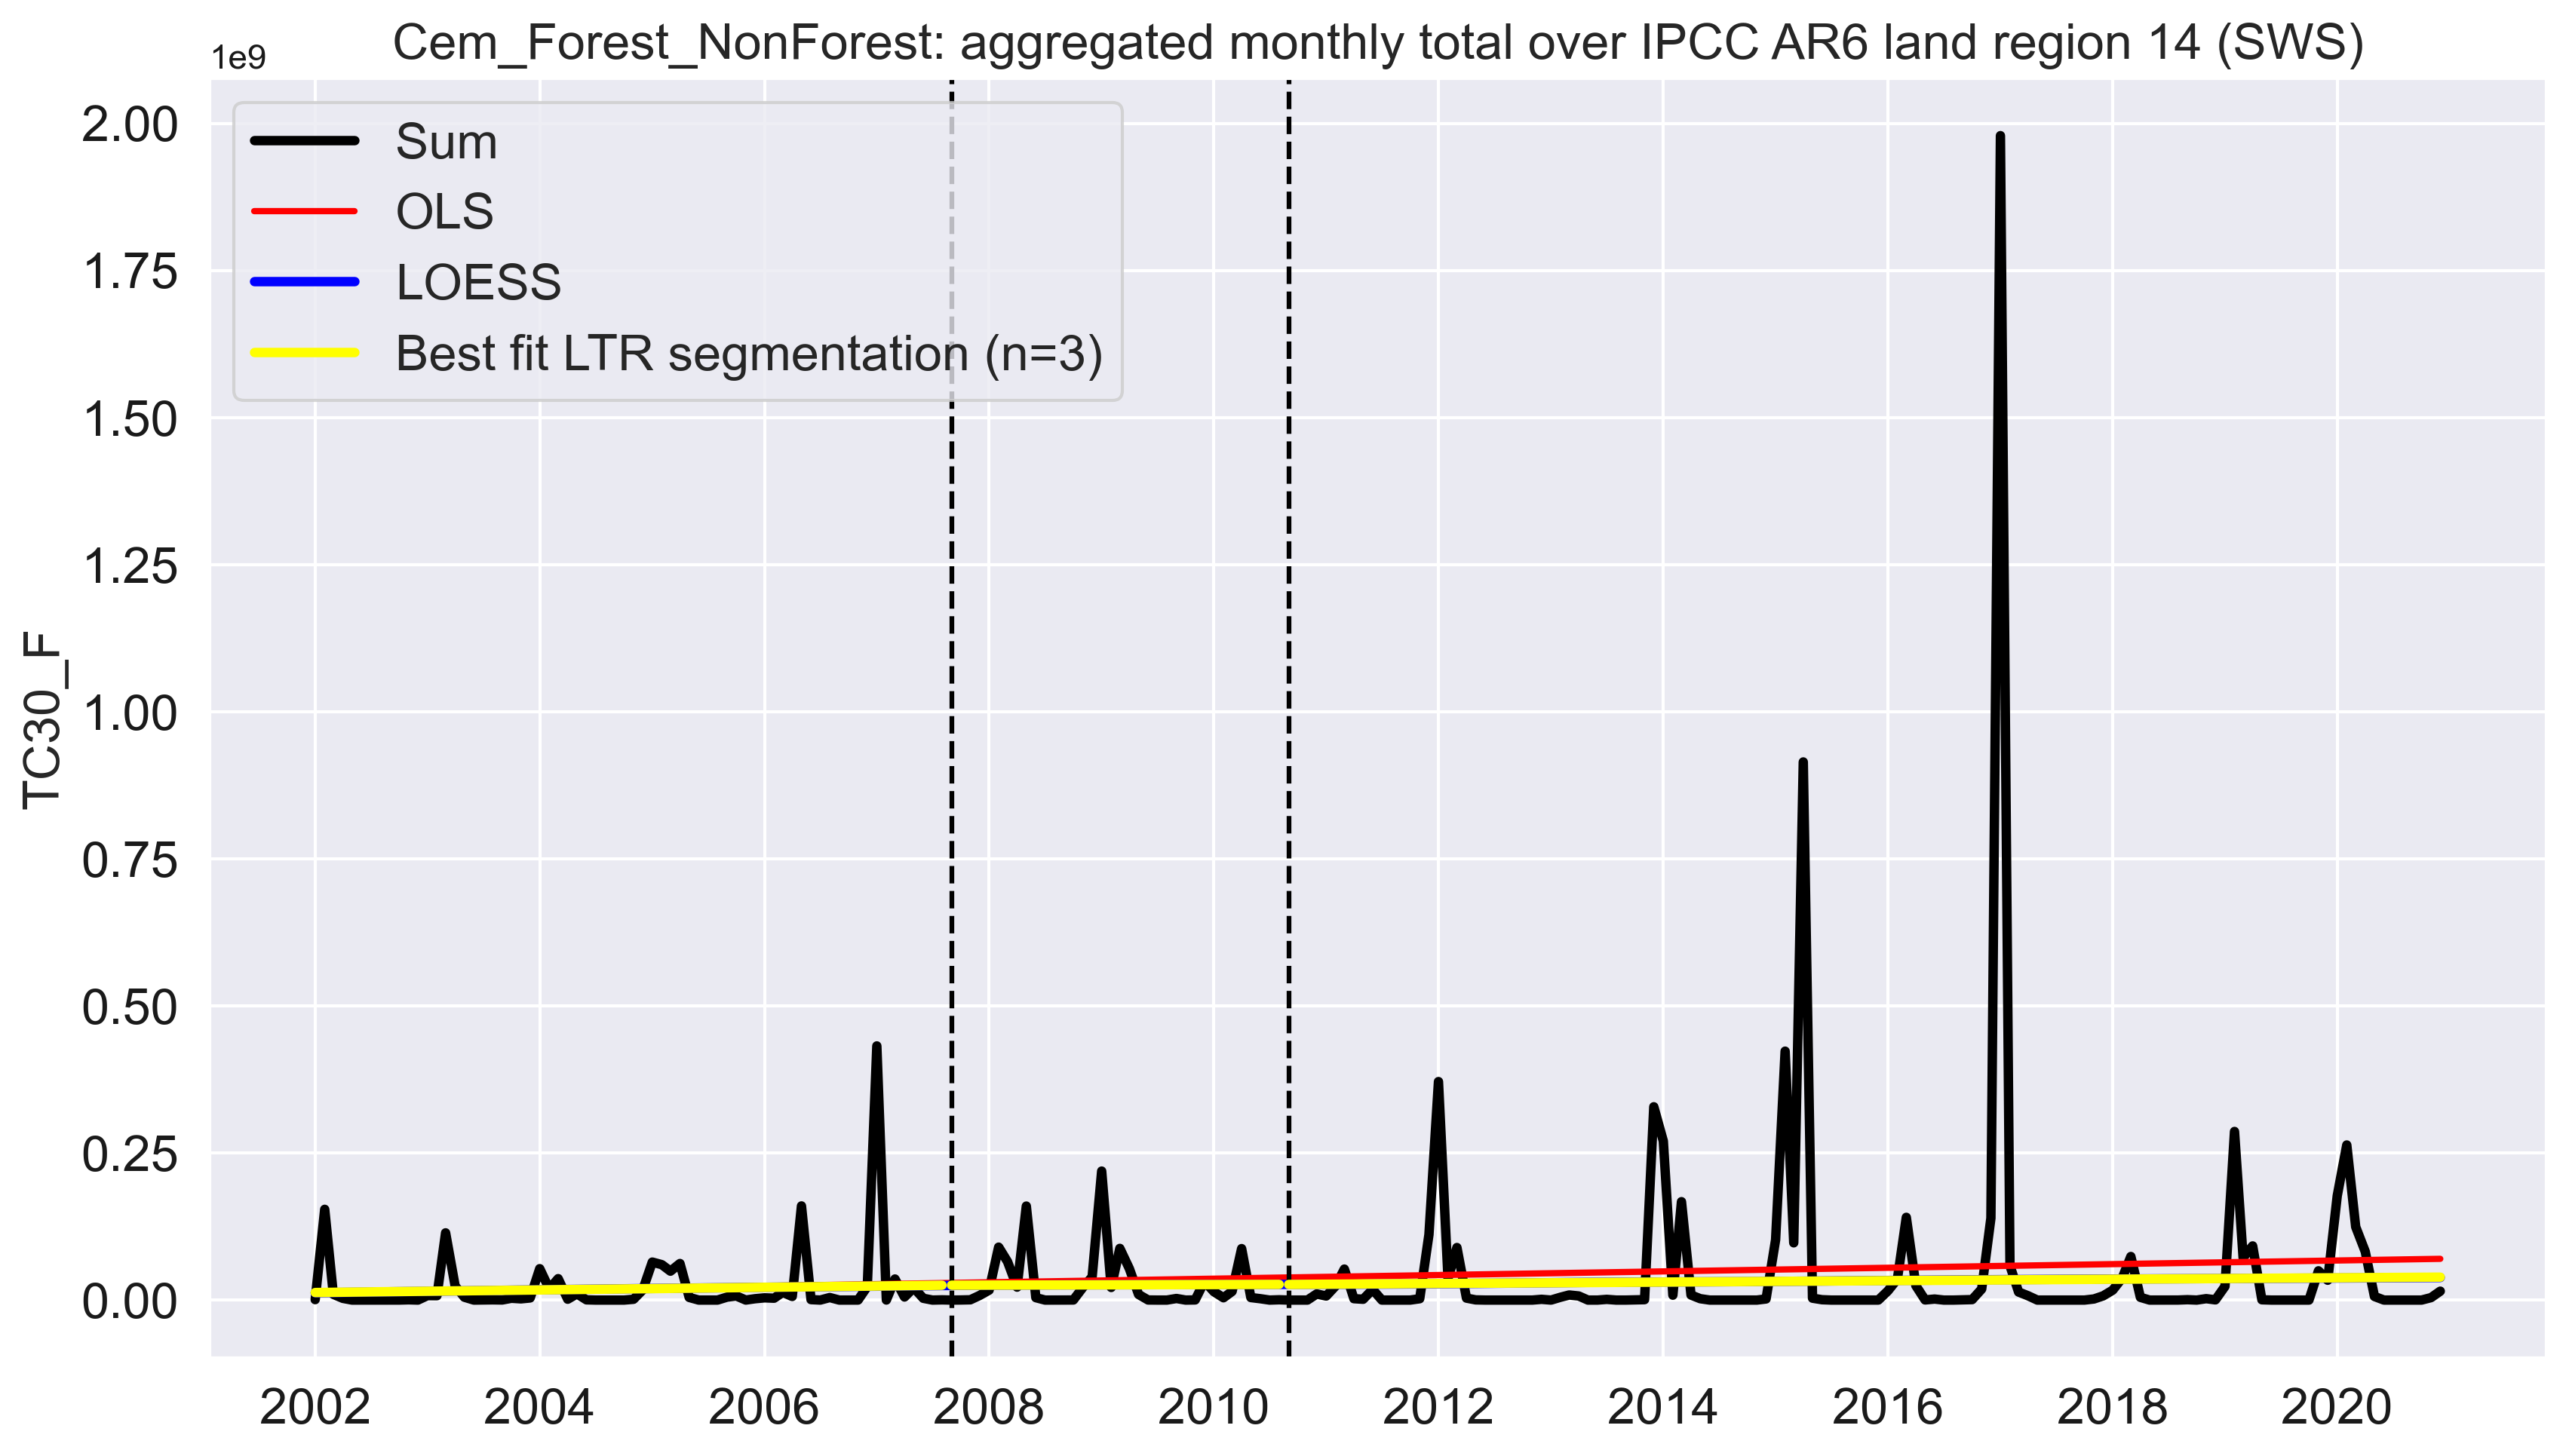 Cem_Forest_NonForest: aggregated monthly total over IPCC AR6 land region 14 (SWS)
1e9
2.00
1.75
1.50
1.25
1.00
0.75
0.50
0.25
0.00
TC30_F
Sum
OLS
LOESS
Best fit LTR segmentation (n=3)
2002 2004 2006 2008 2010 2012 2014 2016 2018 2020